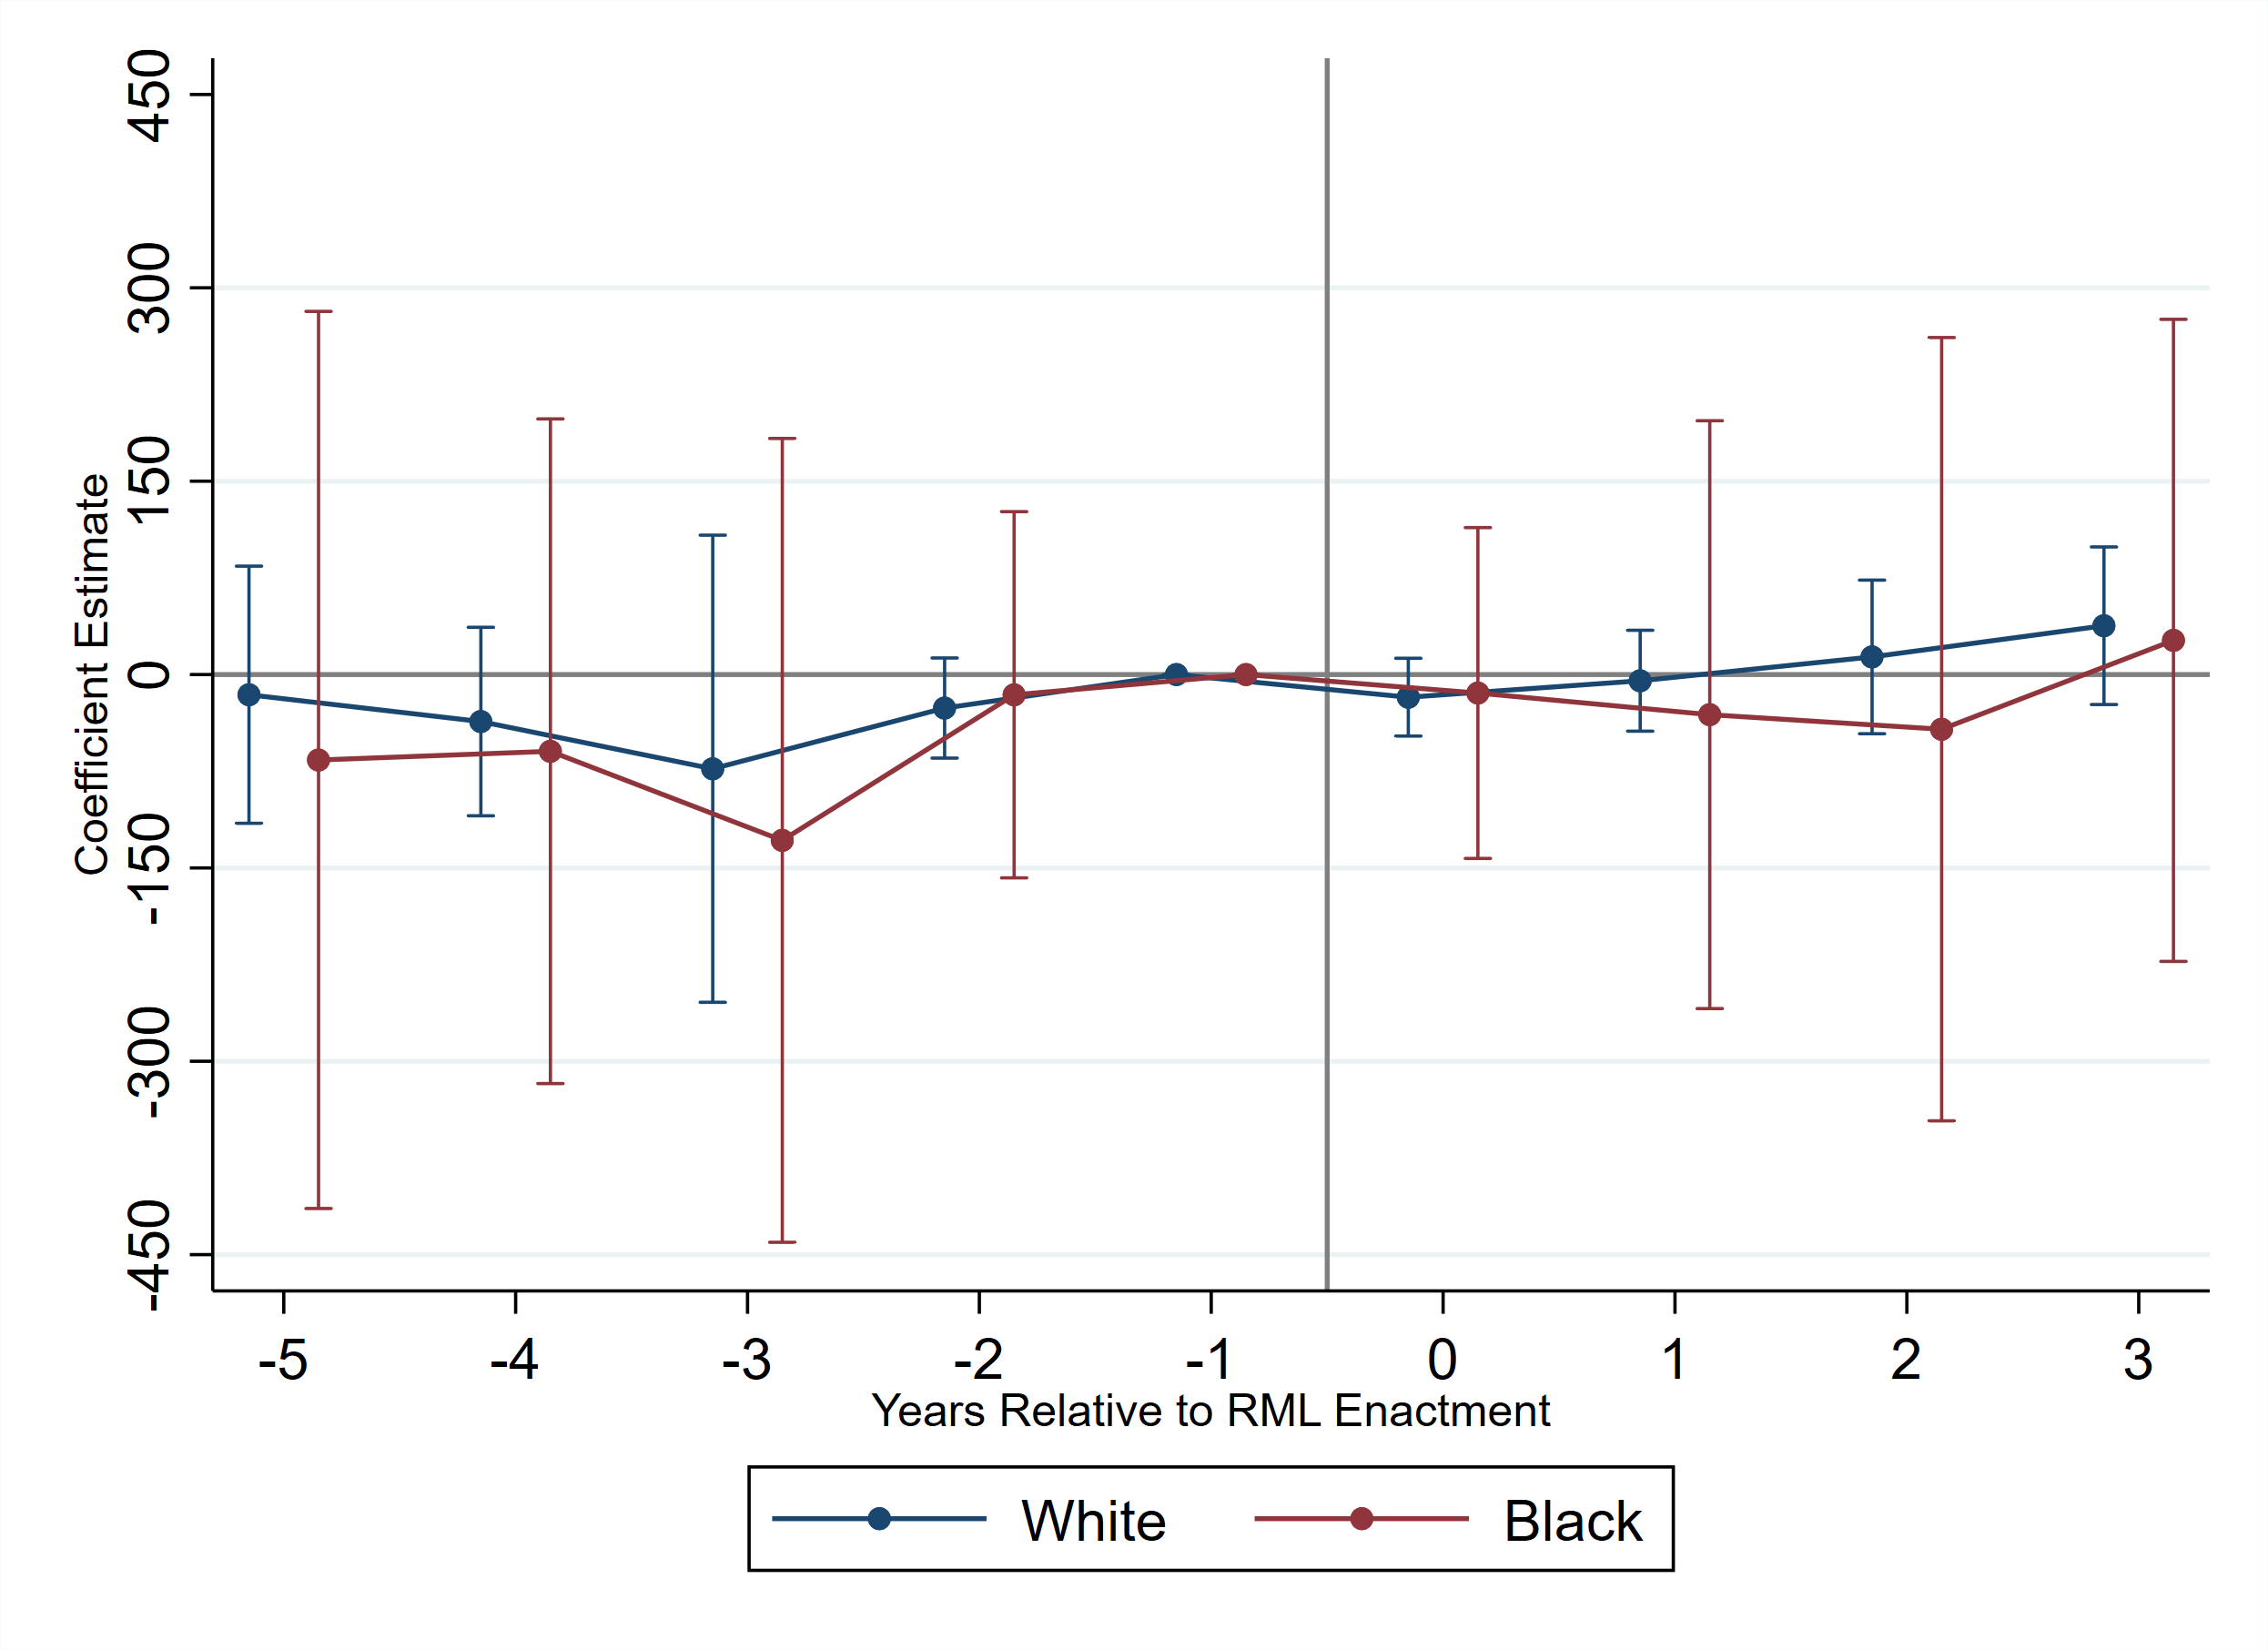 450
300
150
0
-150
-300
-450
Coefficient Estimate
-5 -4 -3 -2 -1 0 1 2 3
Years Relative to RML Enactment
White Black